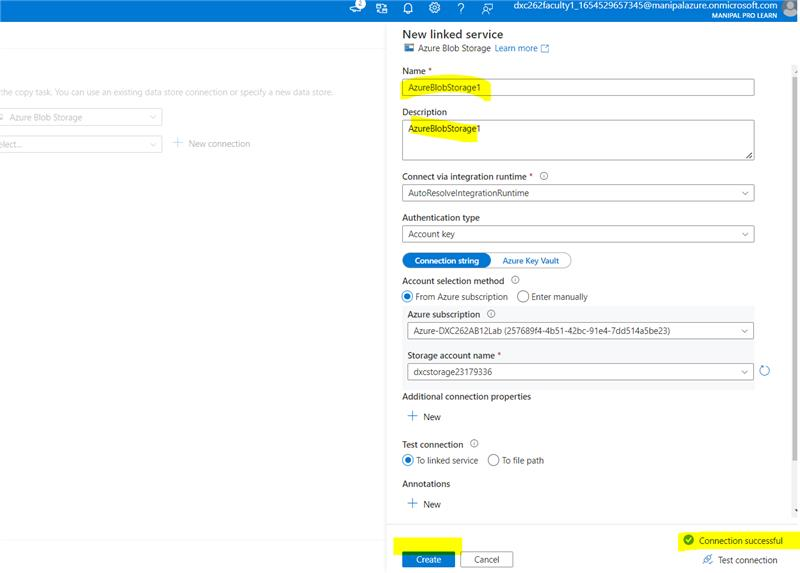 2
dxc262faculty1_1654529657345@manipalazure.onmicrosoft.com
MANIPAL PRO LEARN
New linked service
Azure Blob Storage Learn more
the copy task. You can use an existing data store connection or specify a new data store.
Azure Blob Storage
New connection
Name *
AzureBlobStorage1
Description
AzureBlobStorage1
Connect via integration runtime *
AutoResolveIntegrationRuntime
Authentication type
Account key
Connection string Azure Key Vault
Account selection method
From Azure subscription Enter manually
Azure subscription
Azure-DXC262AB12Lab (257689f4-4b51-42bc-91e4-7dd514a5be23)
Storage account name *
dxcstorage23179336
Additional connection properties
New
Test connection
To linked service To file path
Annotations
New
Connection successful
Create Cancel Test connection